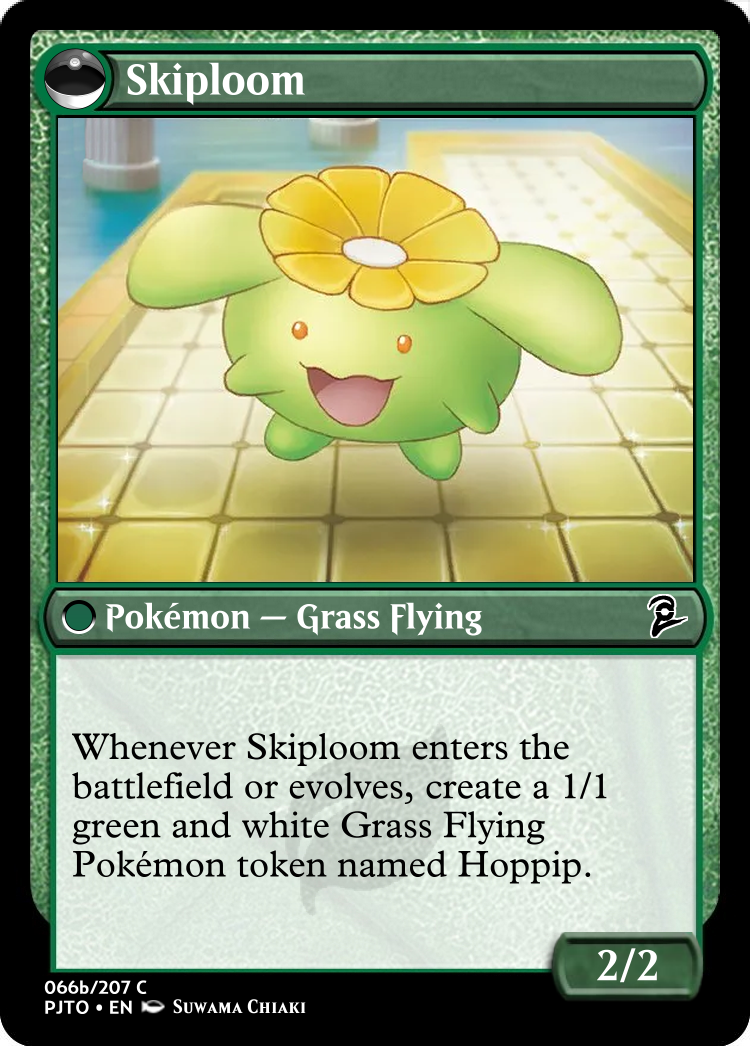 Skiploom
Pokémon — Grass Flying
Whenever Skiploom enters the
battlefield or evolves, create a 1/1
green and white Grass Flying
Pokémon token named Hoppip.
2/2
066b/207 C
PJTO • EN Suwama Chiaki